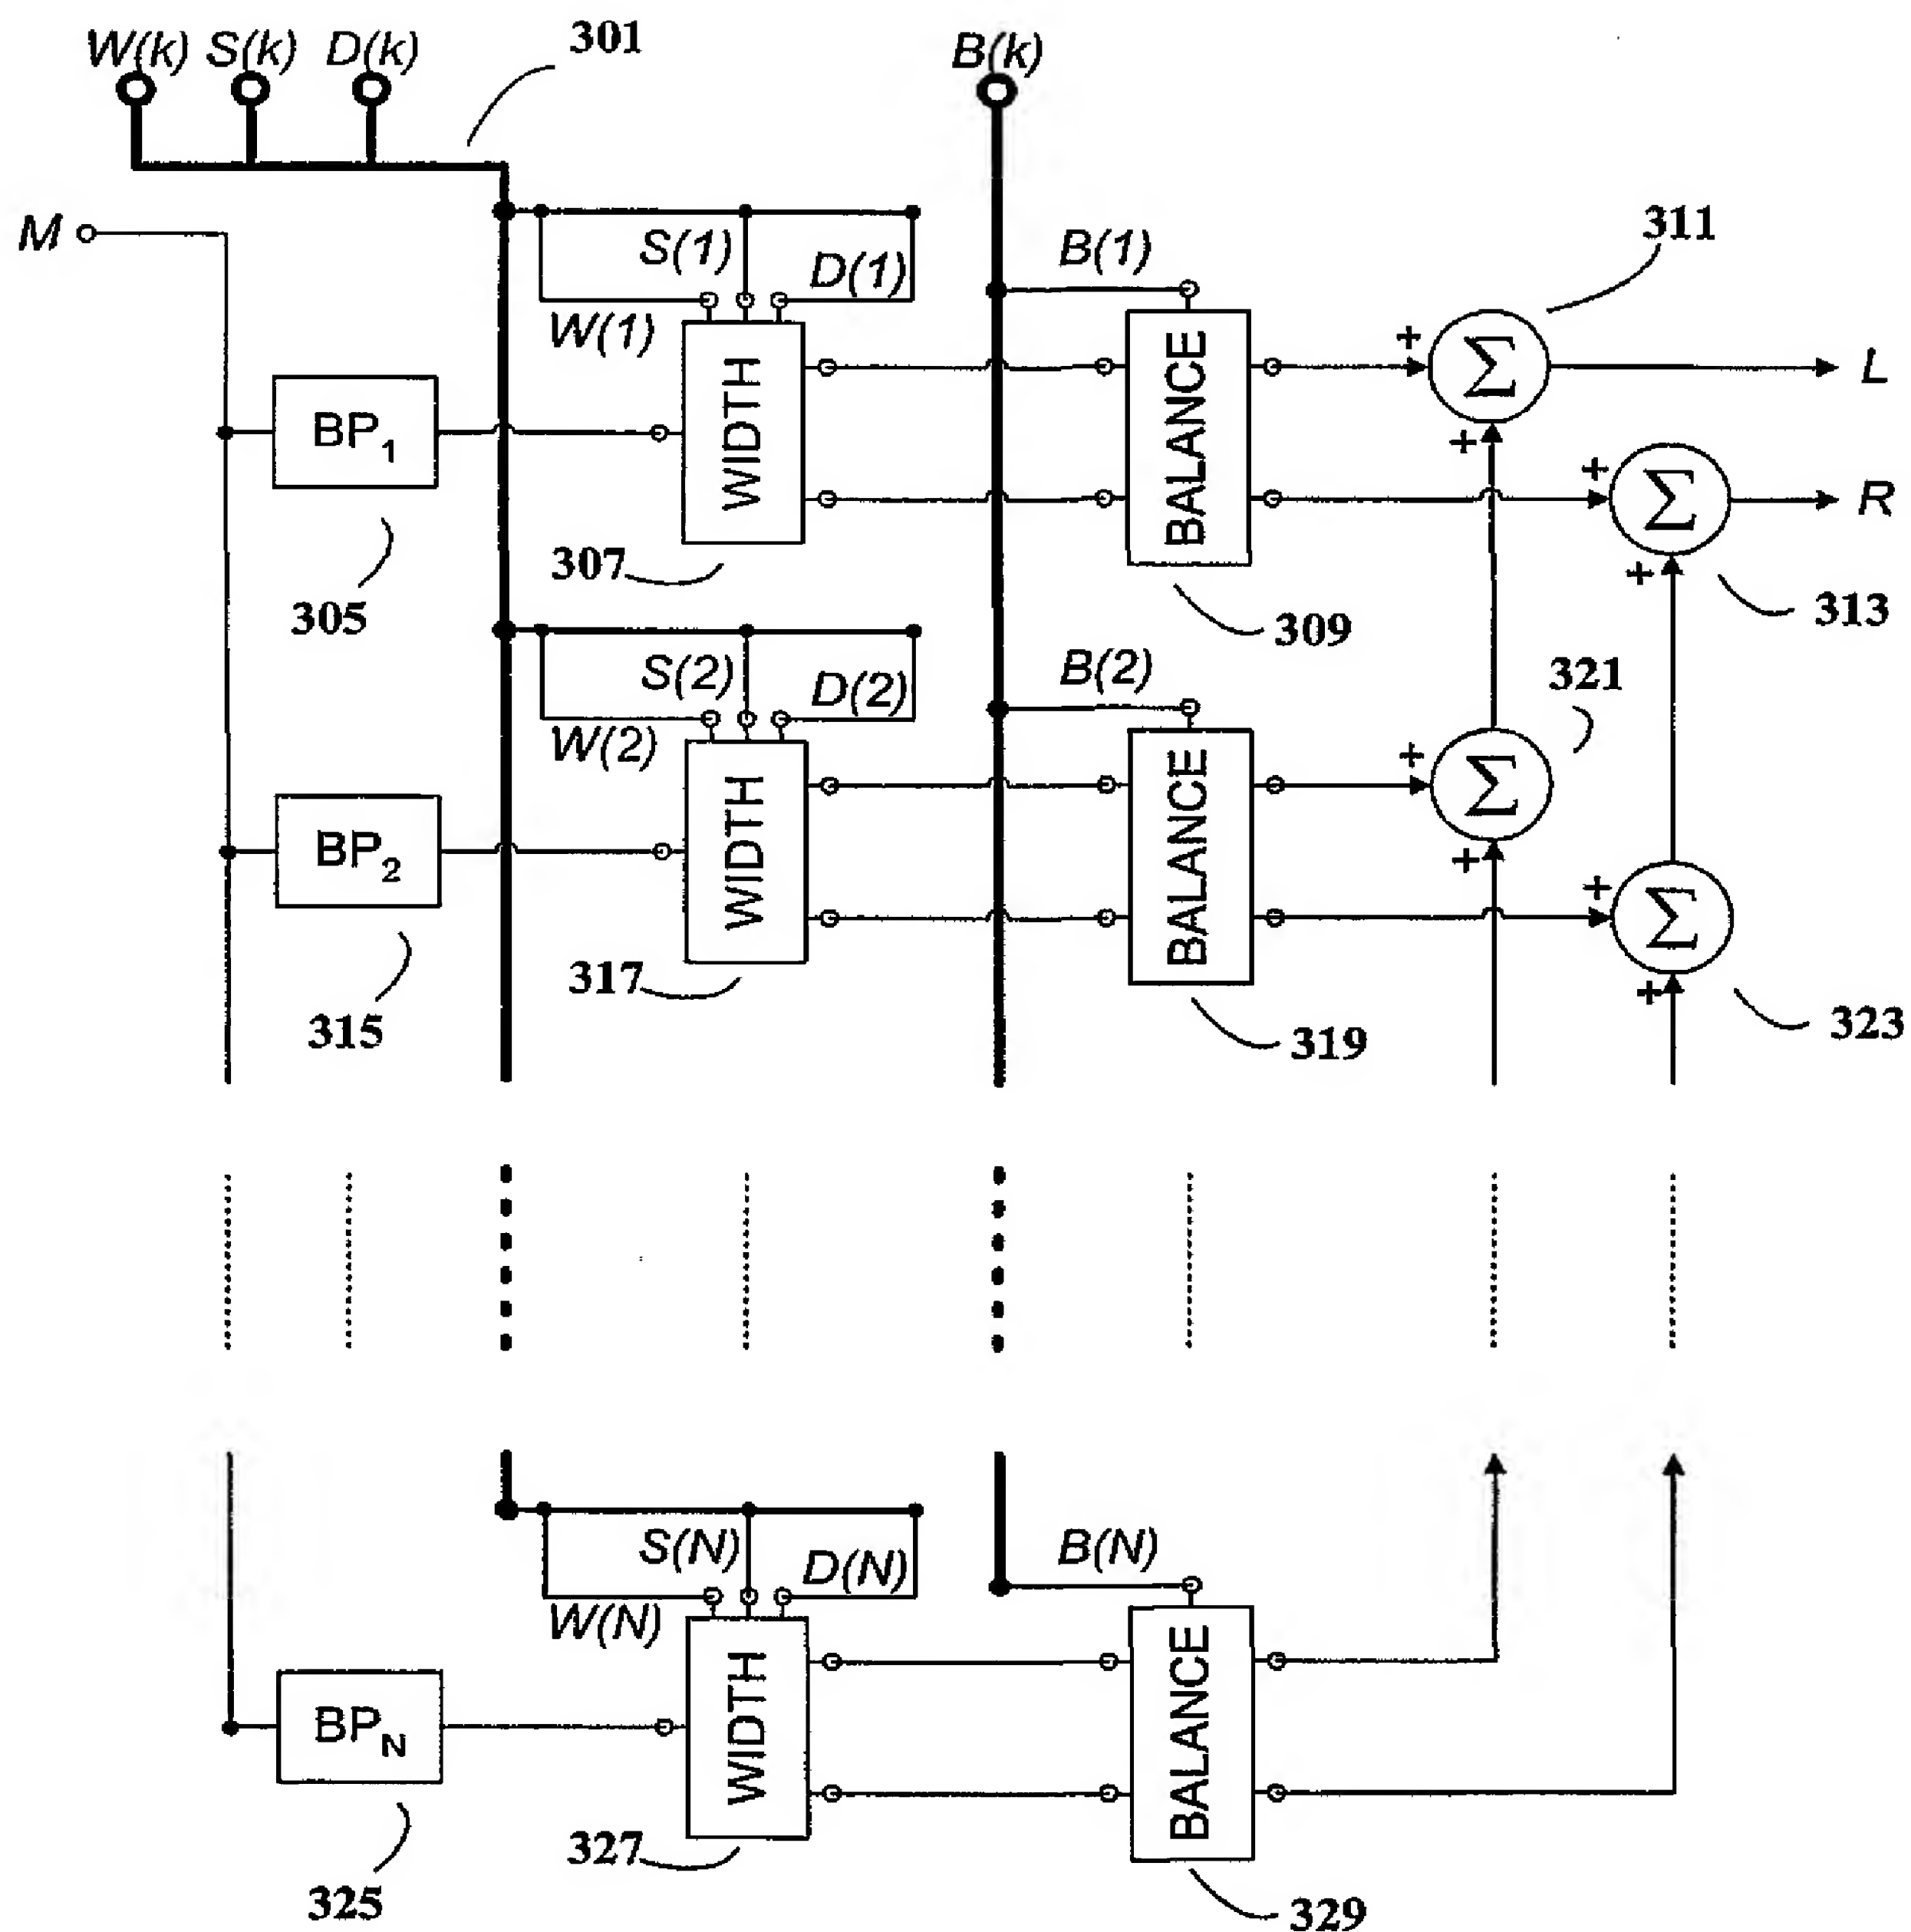 W(k) S(k) D(k) 301 B(k)
M
S(1) D(1) W(1)
B(1)
311
+ Σ L
BP1
WIDTH
BALANCE
+
+ Σ R
+
305
307
309
313
S(2) D(2) W(2)
B(2)
321
+ Σ
BP2
WIDTH
BALANCE
+
+ Σ
+
315
317
319
323
S(N) D(N) W(N)
B(N)
BPN
WIDTH
BALANCE
325
327
329